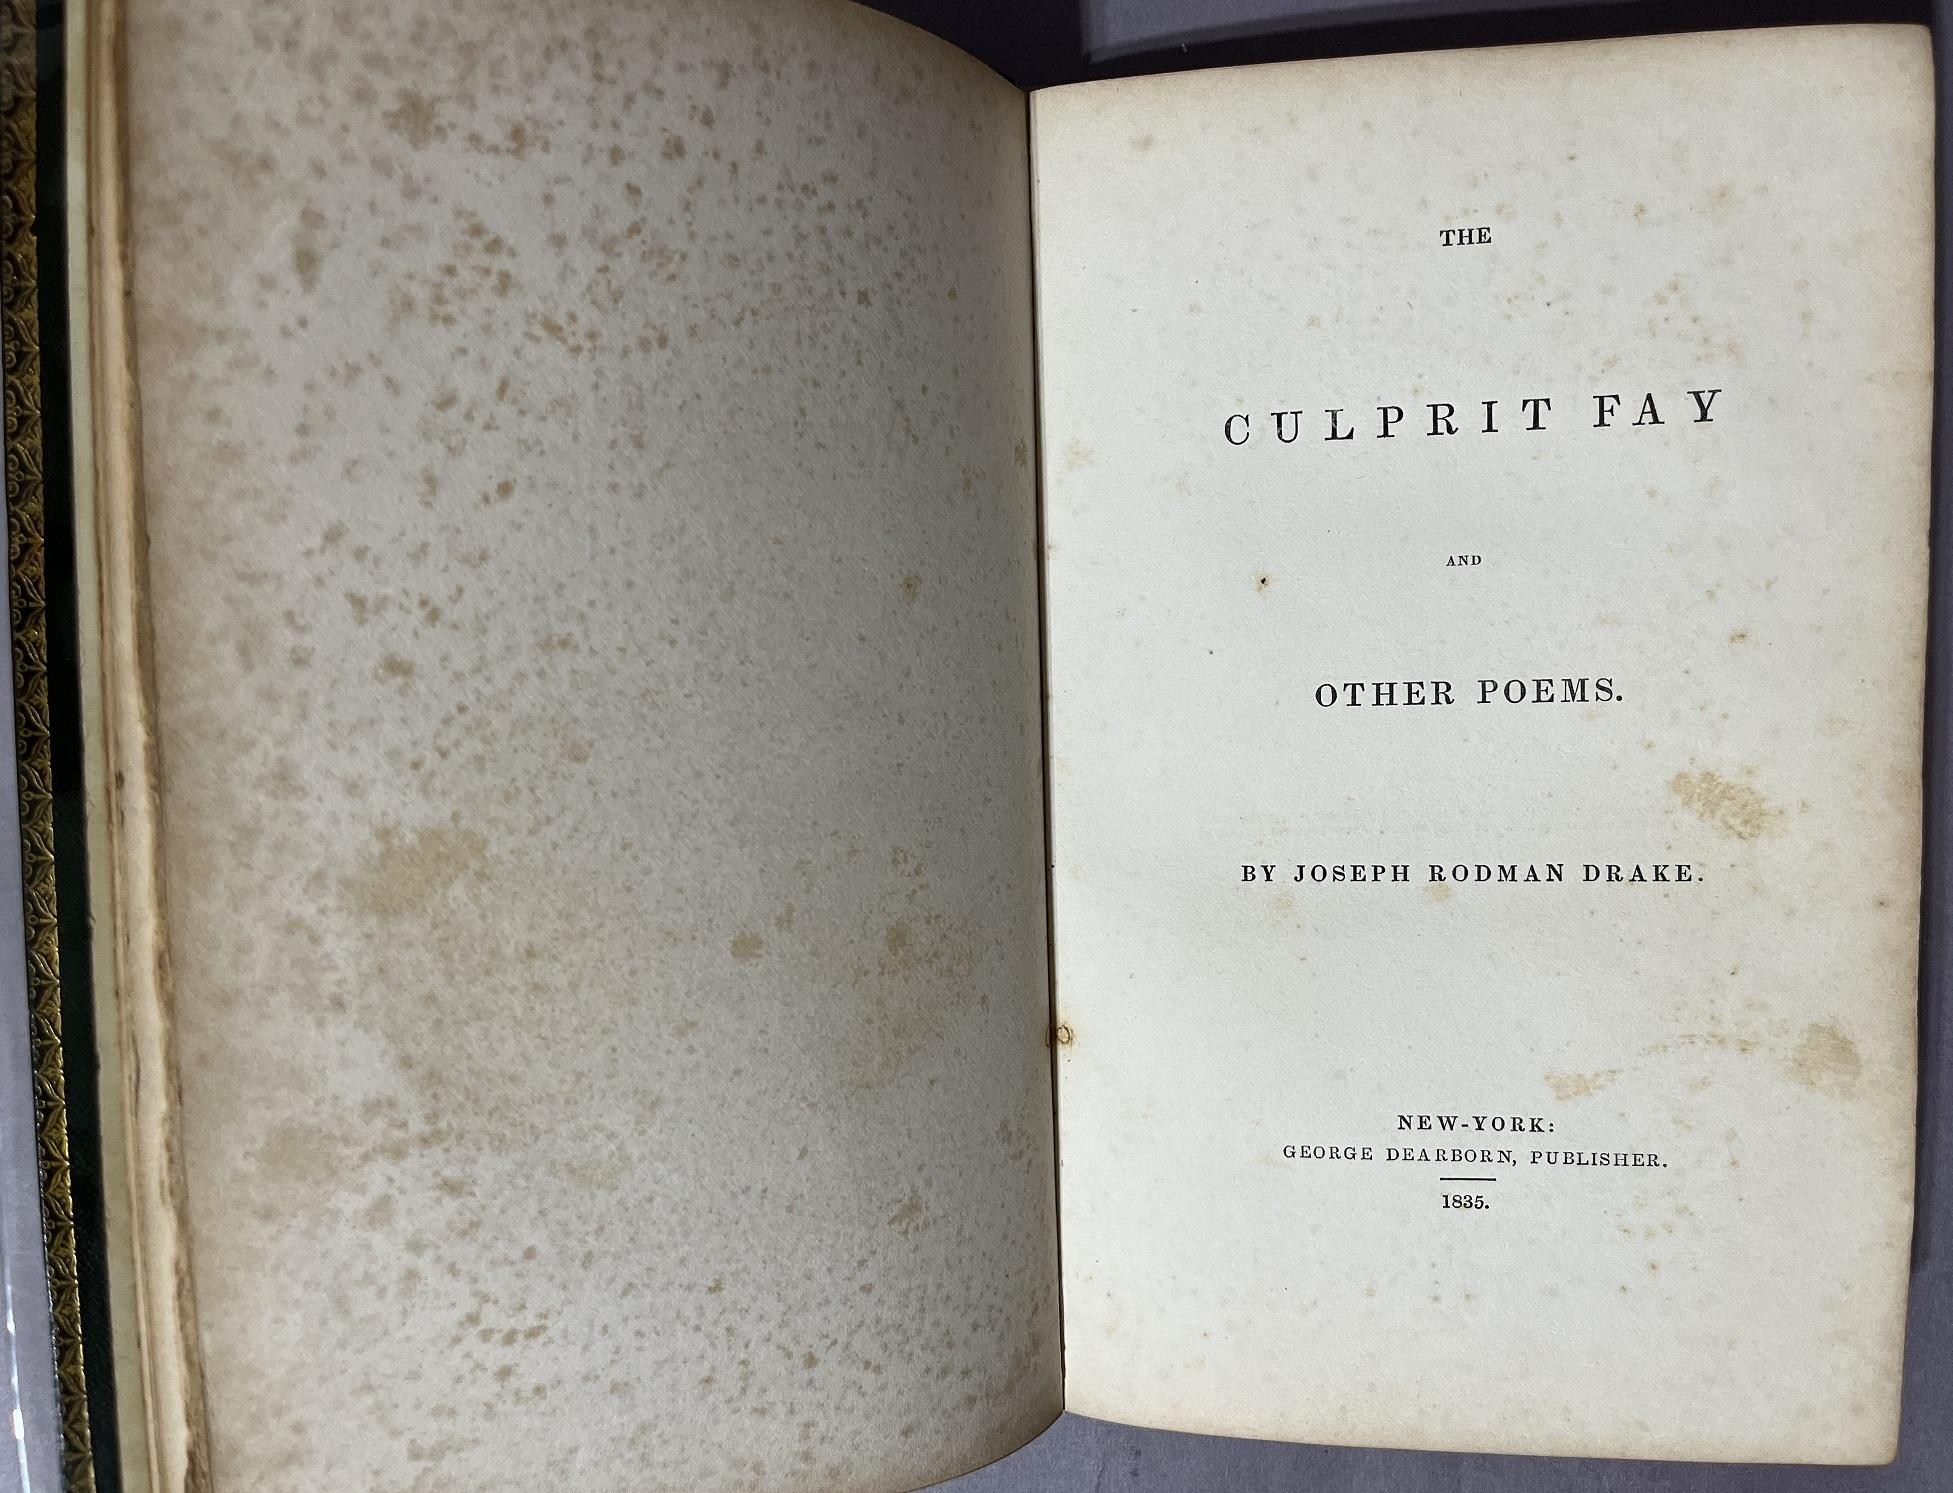 THE
CULPRIT FAY
AND
OTHER POEMS.
BY JOSEPH RODMAN DRAKE.
NEW-YORK:
GEORGE DEARBORN, PUBLISHER.
1835.